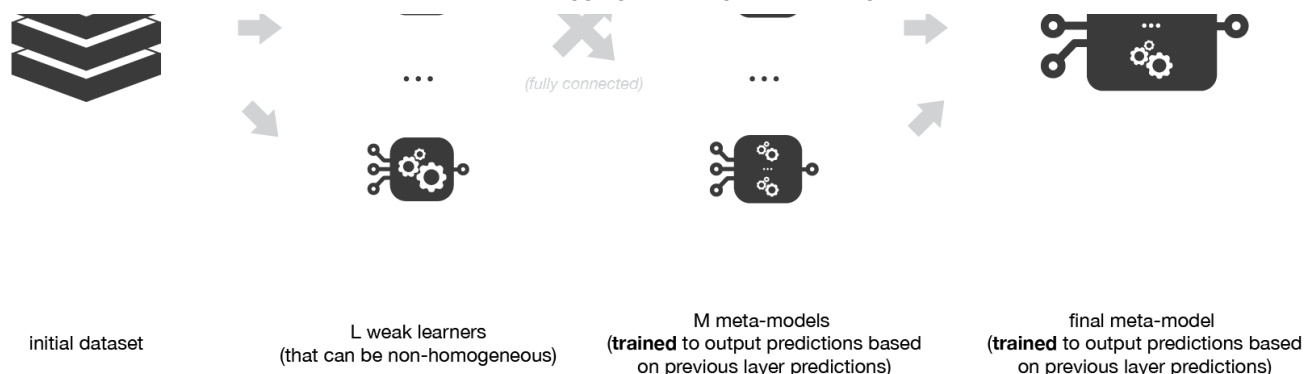 (fully connected)
initial dataset
L weak learners
(that can be non-homogeneous)
M meta-models
(trained to output predictions based
on previous layer predictions)
final meta-model
(trained to output predictions based
on previous layer predictions)